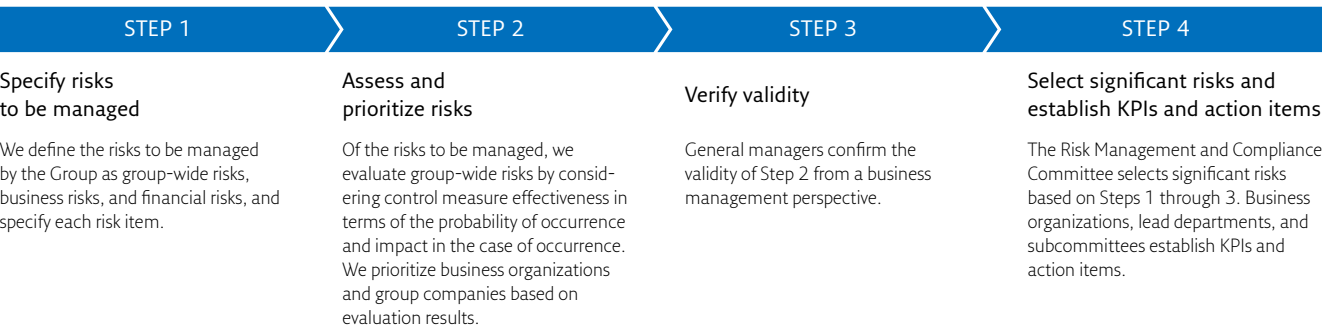 STEP 1
STEP 2
STEP 3
STEP 4
Specify risks
to be managed
We define the risks to be managed
by the Group as group-wide risks,
business risks, and financial risks, and
specify each risk item.
Assess and
prioritize risks
Of the risks to be managed, we
evaluate group-wide risks by consid-
ering control measure effectiveness in
terms of the probability of occurrence
and impact in the case of occurrence.
We prioritize business organizations
and group companies based on
evaluation results.
Verify validity
General managers confirm the
validity of Step 2 from a business
management perspective.
Select significant risks and
establish KPIs and action items
The Risk Management and Compliance
Committee selects significant risks
based on Steps 1 through 3. Business
organizations, lead departments, and
subcommittees establish KPIs and
action items.